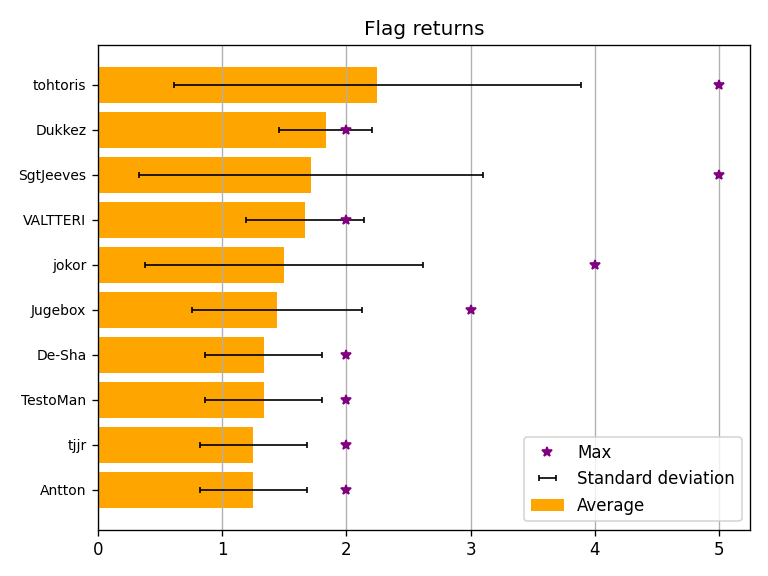 Flag returns
tohtoris
Dukkez
SgtJeeves
VALTTERI
jokor
Jugebox
De-Sha
TestoMan
tjjr
Antton
Max
Standard deviation
Average
0 1 2 3 4 5